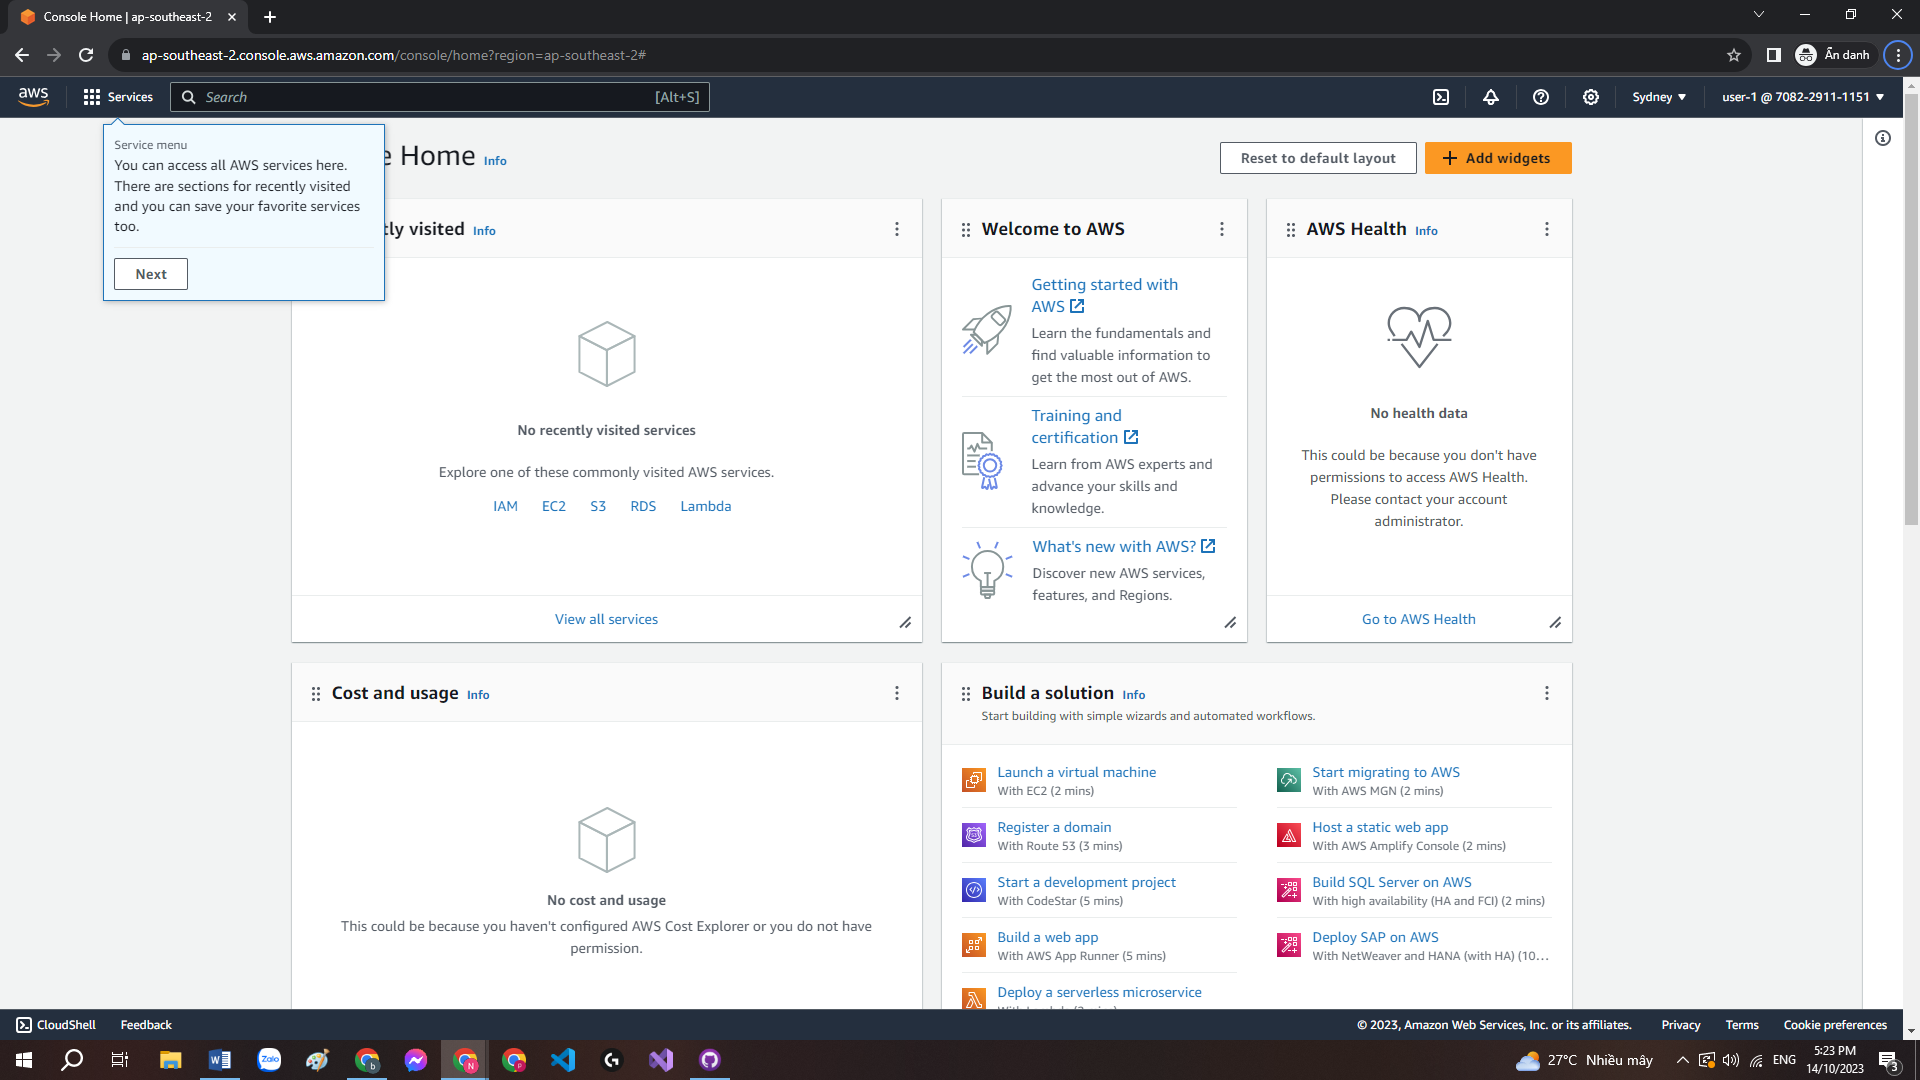 Console Home | ap-southeast-2
ap-southeast-2.console.aws.amazon.com/console/home?region=ap-southeast-2#
Ẩn danh
aws
Services
Search
[Alt+S]
Sydney
user-1 @ 7082-2911-1151
Service menu
You can access all AWS services here.
There are sections for recently visited
and you can save your favorite services
too.
Next
e Home Info
Reset to default layout
Add widgets
tly visited Info
No recently visited services
Explore one of these commonly visited AWS services.
IAM EC2 S3 RDS Lambda
View all services
Welcome to AWS
Getting started with
AWS
Learn the fundamentals and
find valuable information to
get the most out of AWS.
Training and
certification
Learn from AWS experts and
advance your skills and
knowledge.
What's new with AWS?
Discover new AWS services,
features, and Regions.
AWS Health Info
No health data
This could be because you don't have
permissions to access AWS Health.
Please contact your account
administrator.
Go to AWS Health
Cost and usage Info
No cost and usage
This could be because you haven't configured AWS Cost Explorer or you do not have
permission.
Build a solution Info
Start building with simple wizards and automated workflows.
Launch a virtual machine
With EC2 (2 mins)
Register a domain
With Route 53 (3 mins)
Start a development project
With CodeStar (5 mins)
Build a web app
With AWS App Runner (5 mins)
Deploy a serverless microservice
Start migrating to AWS
With AWS MGN (2 mins)
Host a static web app
With AWS Amplify Console (2 mins)
Build SQL Server on AWS
With high availability (HA and FCI) (2 mins)
Deploy SAP on AWS
With NetWeaver and HANA (with HA) (10...
CloudShell
Feedback
© 2023, Amazon Web Services, Inc. or its affiliates.
Privacy
Terms
Cookie preferences
Zalo
27°C Nhiều mây
ENG
5:23 PM
14/10/2023
3